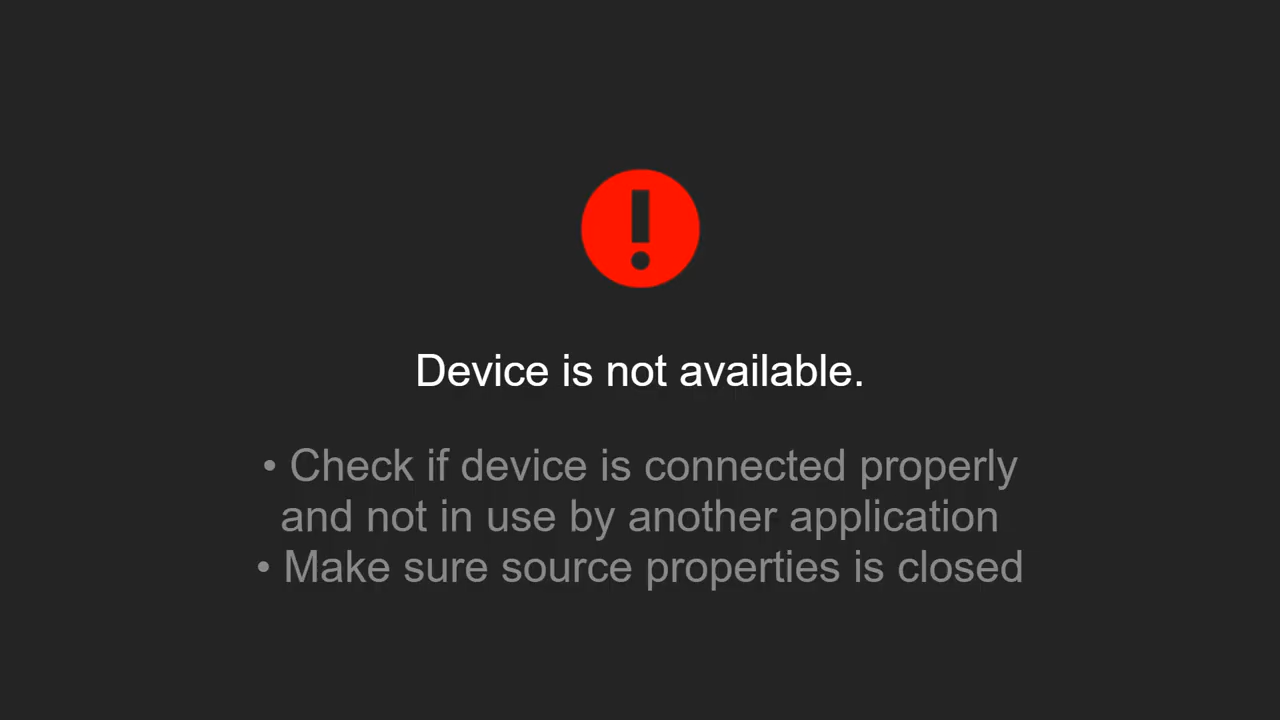 Device is not available.
• Check if device is connected properly
and not in use by another application
• Make sure source properties is closed